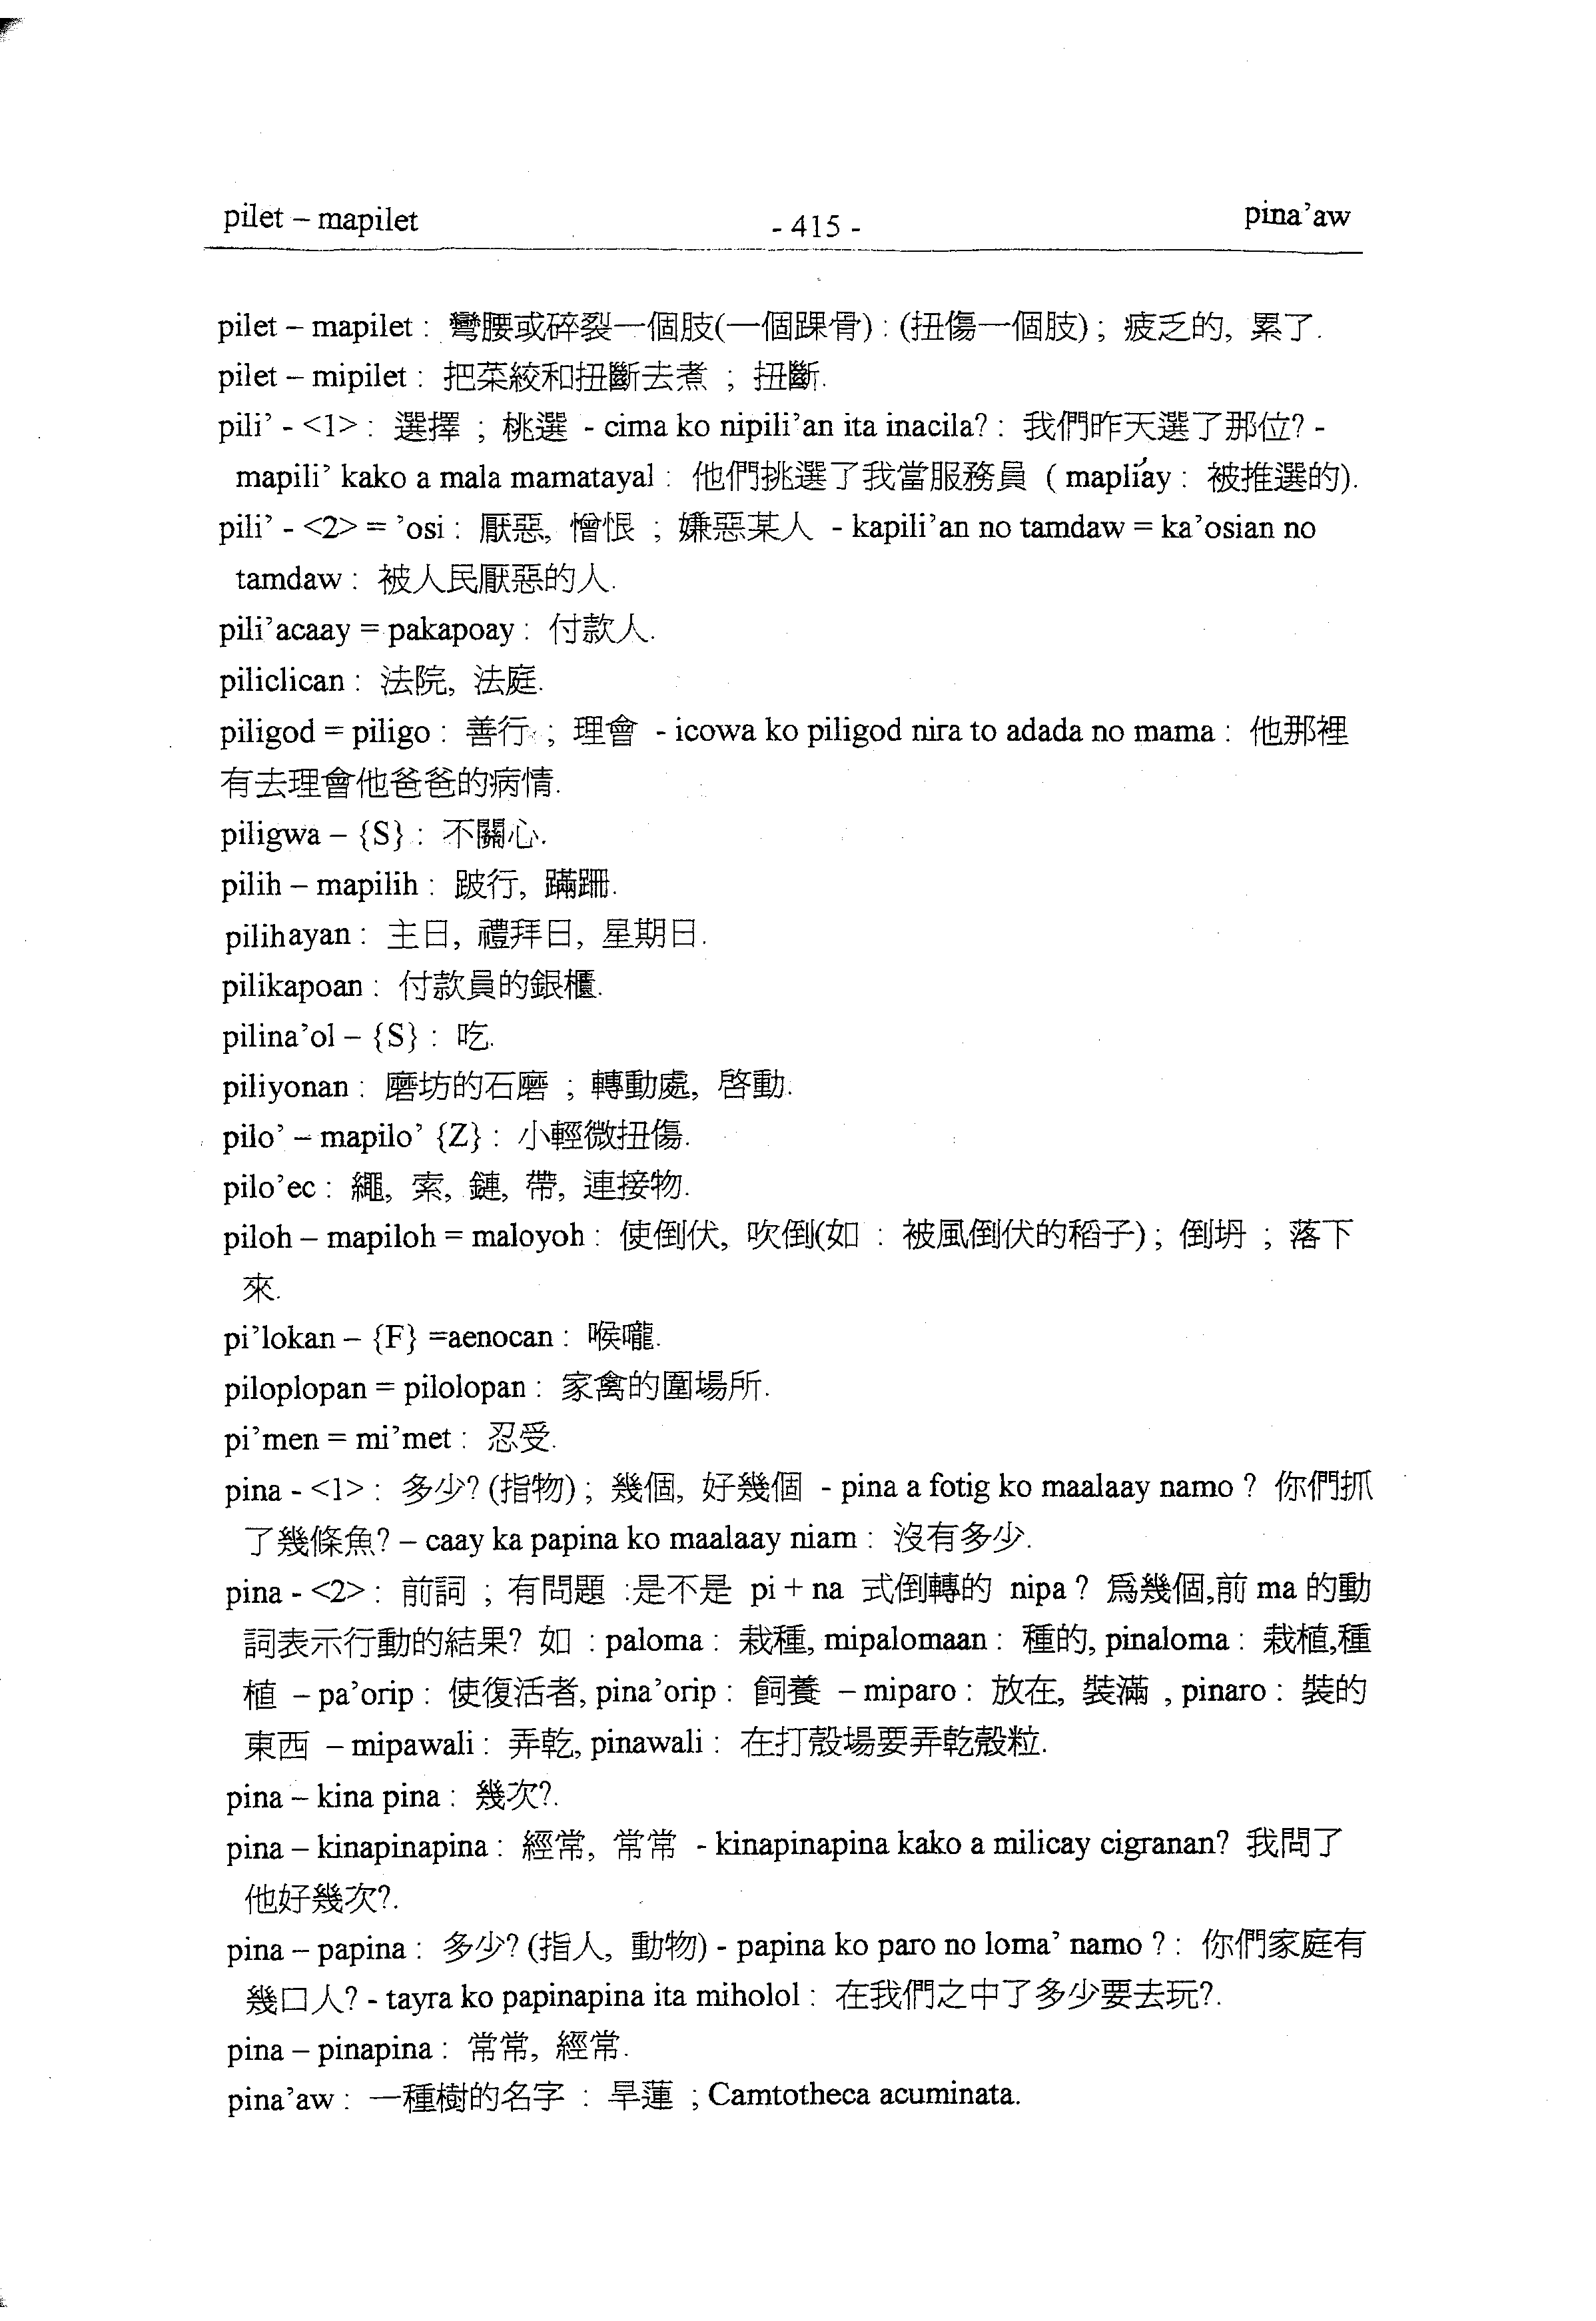 pilet – mapilet - 415 - pina’aw
pilet – mapilet : 彎腰或碎裂一個肢(一個踝骨) : (扭傷一個肢) ; 疲乏的, 累了.
pilet – mipilet : 把菜絞和扭斷去煮 ; 扭斷.
pili’ - <1> : 選擇 ; 桃選 - cima ko nipili’an ita inacila? : 我們昨天選了那位? -
mapili’ kako a mala mamatayal : 他們挑選了我當服務員 ( maplíay : 被推選的).
pili’ - <2> = ’osi : 厭惡, 憎恨 ; 嫌惡某人 - kapili’an no tamdaw = ka’osian no
tamdaw : 被人民厭惡的人.
pili’acaay = pakapoay : 付款人.
piliclican : 法院, 法庭.
piligod = piligo : 善行 ; 理會 - icowa ko piligod nira to adada no mama : 他那裡
有去理會他爸爸的病情.
piligwa – {S} : 不關心.
pilih – mapilih : 跛行, 蹣跚.
pilihayan : 主日, 禮拜日, 星期日.
pilikapoan : 付款員的銀櫃.
pilina’ol – {S} : 吃.
piliyonan : 磨坊的石磨 ; 轉動處, 啓動.
pilo’ – mapilo’ {Z} : 小輕微扭傷.
pilo’ec : 繩, 索, 鏈, 帶, 連接物.
piloh – mapiloh = maloyoh : 使倒伏, 吹倒(如 : 被風倒伏的稻子) ; 倒坍 ; 落下
來.
pi’lokan – {F} =aenocan : 喉嚨.
piloplopan = pilolopan : 家禽的圍場所.
pi’men = mi’met : 忍受.
pina - <1> : 多少? (指物) ; 幾個, 好幾個 - pina a fotig ko maalaay namo ? 你們抓
了幾條魚? – caay ka papina ko maalaay niam : 沒有多少.
pina - <2> : 前詞 ; 有問題 :是不是 pi + na 式倒轉的 nipa ? 爲幾個,前 ma 的動
詞表示行動的結果? 如 : paloma : 栽種, mipalomaan : 種的, pinaloma : 栽植,種
植 – pa’orip : 使復活者, pina’orip : 飼養 – miparo : 放在, 裝滿 , pinaro : 裝的
東西 – mipawali : 弄乾, pinawali : 在打殼場要弄乾殼粒.
pina – kina pina : 幾次?.
pina – kinapinapina : 經常, 常常 - kinapinapina kako a milicay cigranan? 我問了
他好幾次?.
pina – papina : 多少? (指人, 動物) - papina ko paro no loma’ namo ? : 你們家庭有
幾口人? - tayra ko papinapina ita miholol : 在我們之中了多少要去玩?.
pina – pinapina : 常常, 經常.
pina’aw : 一種樹的名字 : 旱蓮 ; Camtotheca acuminata.